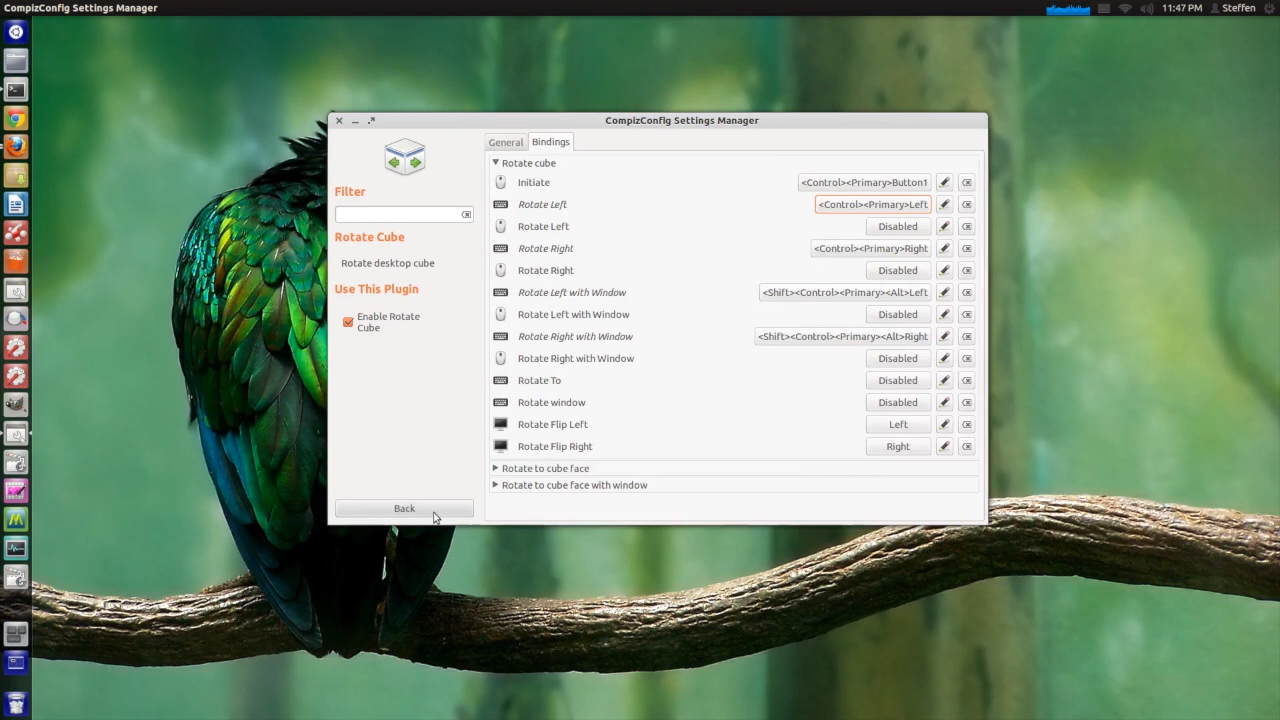 CompizConfig Settings Manager
11:47 PM Steffen
CompizConfig Settings Manager
General Bindings
Filter
Rotate Cube
Rotate desktop cube
Use This Plugin
Enable Rotate
Cube
Back
Rotate cube
Initiate <Control><Primary>Button1
Rotate Left <Control><Primary>Left
Rotate Left Disabled
Rotate Right <Control><Primary>Right
Rotate Right Disabled
Rotate Left with Window <Shift><Control><Primary><Alt>Left
Rotate Left with Window Disabled
Rotate Right with Window <Shift><Control><Primary><Alt>Right
Rotate Right with Window Disabled
Rotate To Disabled
Rotate window Disabled
Rotate Flip Left Left
Rotate Flip Right Right
Rotate to cube face
Rotate to cube face with window